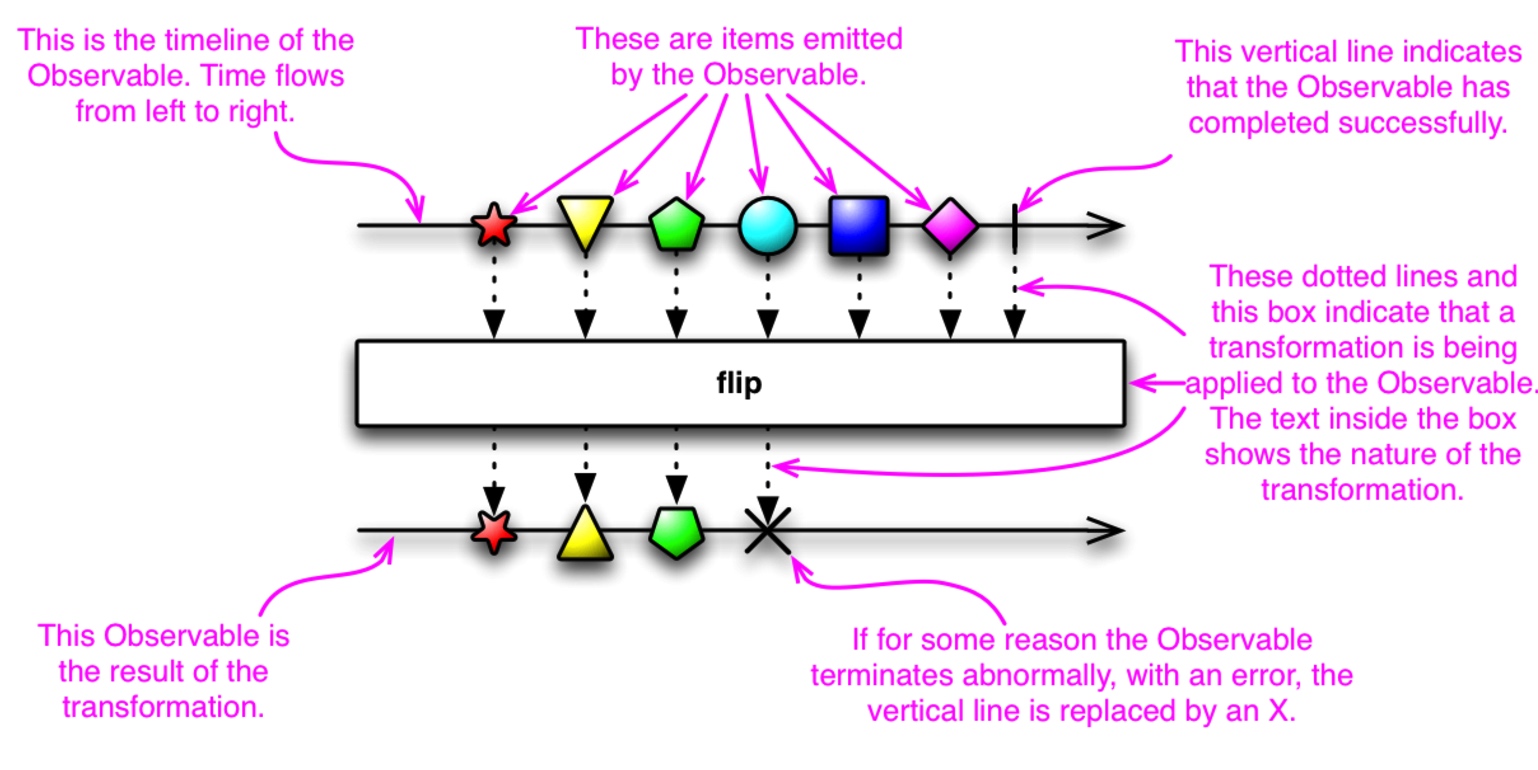 This is the timeline of the
Observable. Time flows
from left to right.
These are items emitted
by the Observable.
This vertical line indicates
that the Observable has
completed successfully.
These dotted lines and
this box indicate that a
transformation is being
applied to the Observable.
The text inside the box
shows the nature of the
transformation.
flip
This Observable is
the result of the
transformation.
If for some reason the Observable
terminates abnormally, with an error, the
vertical line is replaced by an X.